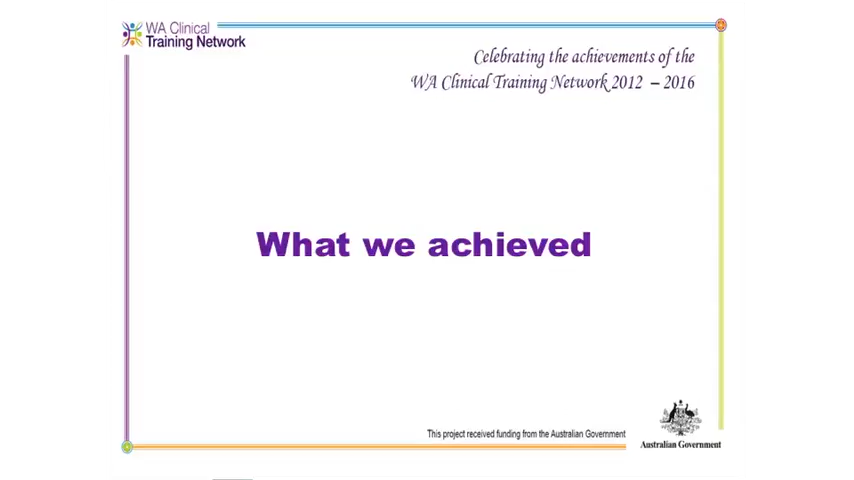 WA Clinical
Training Network
Celebrating the achievements of the
WA Clinical Training Network 2012 – 2016
What we achieved
This project received funding from the Australian Government
Australian Government